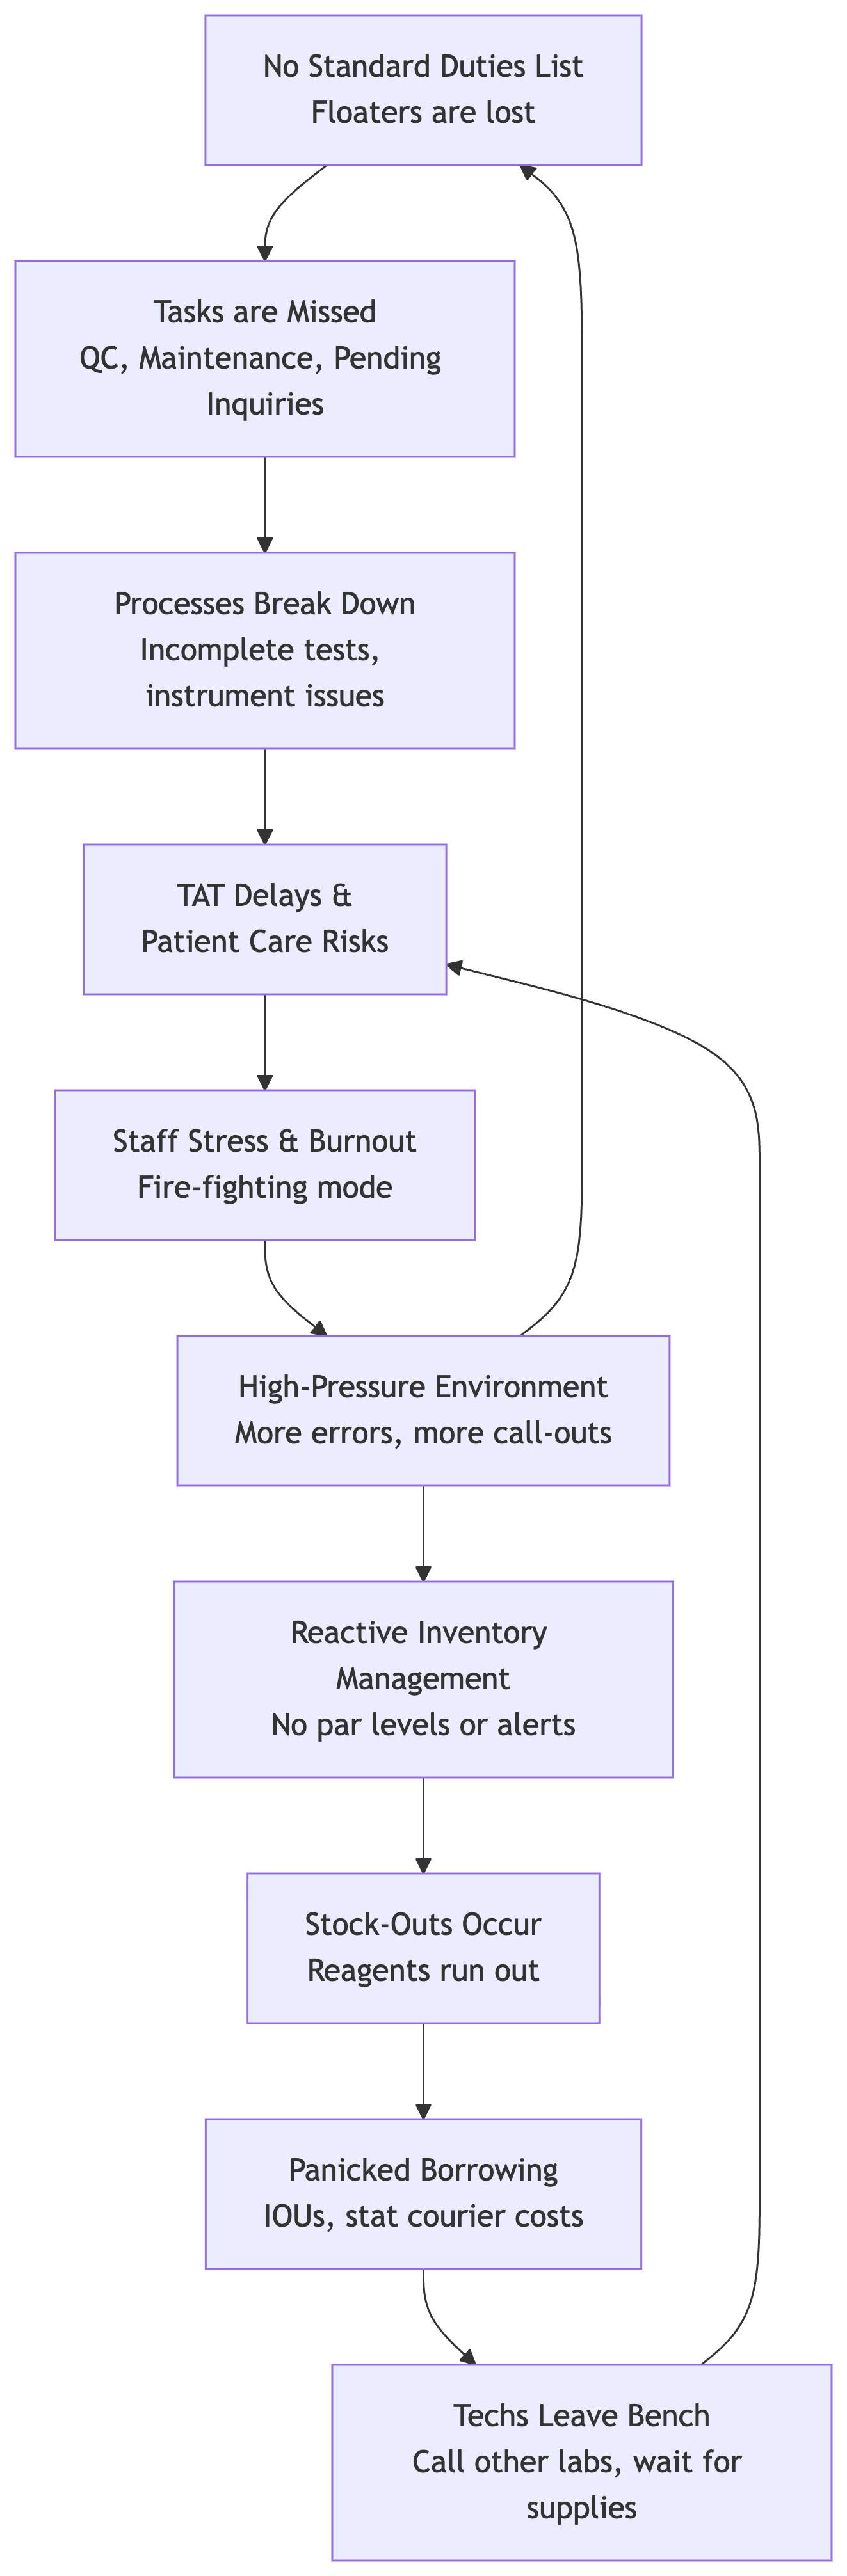 No Standard Duties List
Floaters are lost
Tasks are Missed
QC, Maintenance, Pending
Inquiries
Processes Break Down
Incomplete tests,
instrument issues
TAT Delays &
Patient Care Risks
Staff Stress & Burnout
Fire-fighting mode
High-Pressure Environment
More errors, more call-outs
Reactive Inventory
Management
No par levels or alerts
Stock-Outs Occur
Reagents run out
Panicked Borrowing
IOUs, stat courier costs
Techs Leave Bench
Call other labs, wait for
supplies